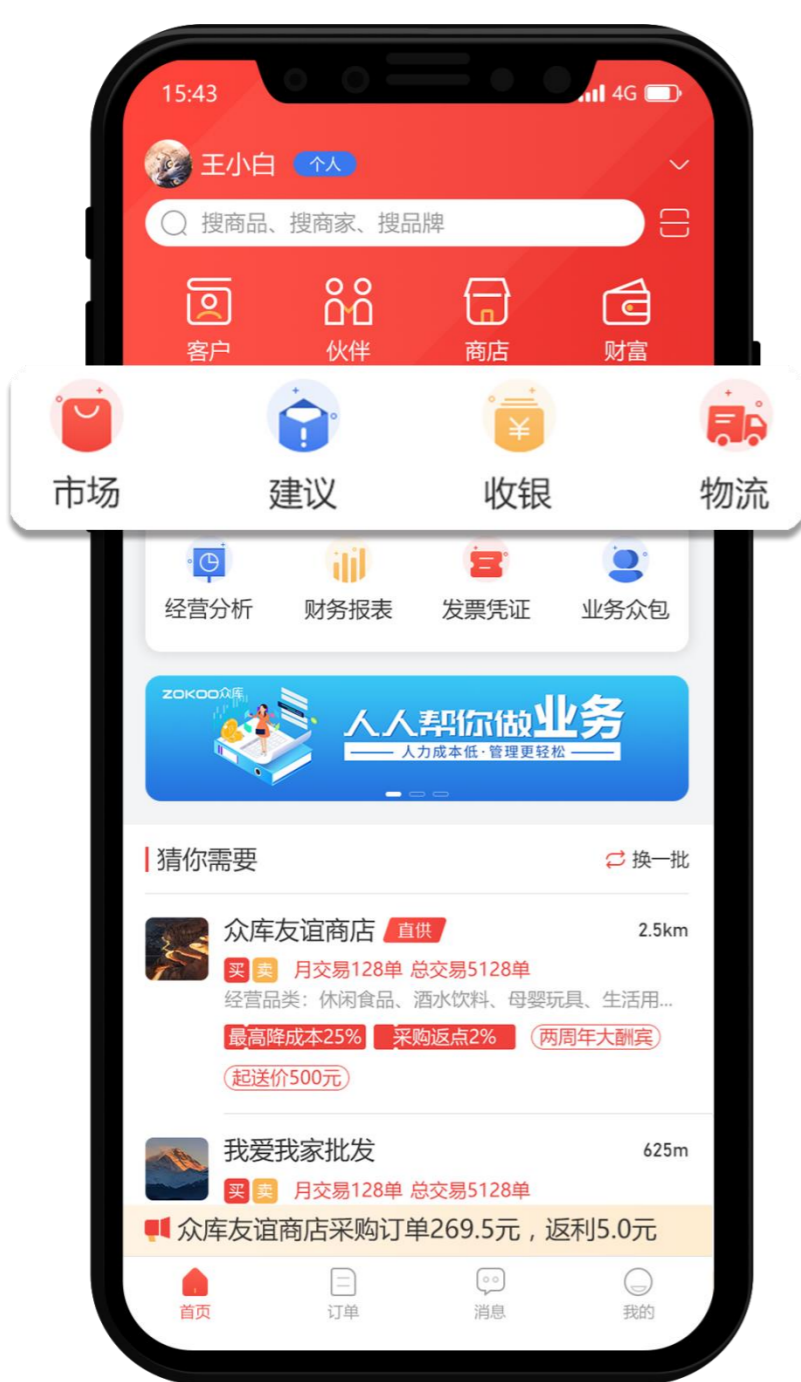 15:43 4G
王小白 个人
搜商品、搜商家、搜品牌
客户 伙伴 商店 财富
市场 建议 收银 物流
经营分析 财务报表 发票凭证 业务众包
ZOKOO众库
人人帮你做业务
人力成本低·管理更轻松
猜你需要 换一批
众库友谊商店 直供 2.5km
买 卖 月交易128单 总交易5128单
经营品类：休闲食品、酒水饮料、母婴玩具、生活用...
最高降成本25% 采购返点2% 两周年大酬宾
起送价500元
我爱我家批发 625m
买 卖 月交易128单 总交易5128单
众库友谊商店采购订单269.5元，返利5.0元
首页 订单 消息 我的